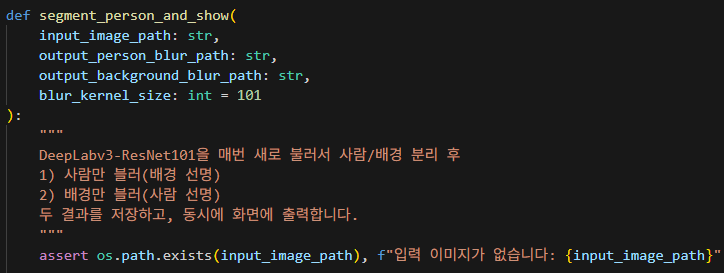 def segment_person_and_show(
    input_image_path: str,
    output_person_blur_path: str,
    output_background_blur_path: str,
    blur_kernel_size: int = 101
):
    """
    DeepLabv3-ResNet101을 매번 새로 불러서 사람/배경 분리 후
    1) 사람만 블러(배경 선명)
    2) 배경만 블러(사람 선명)
    두 결과를 저장하고, 동시에 화면에 출력합니다.
    """
    assert os.path.exists(input_image_path), f"입력 이미지가 없습니다: {input_image_path}"